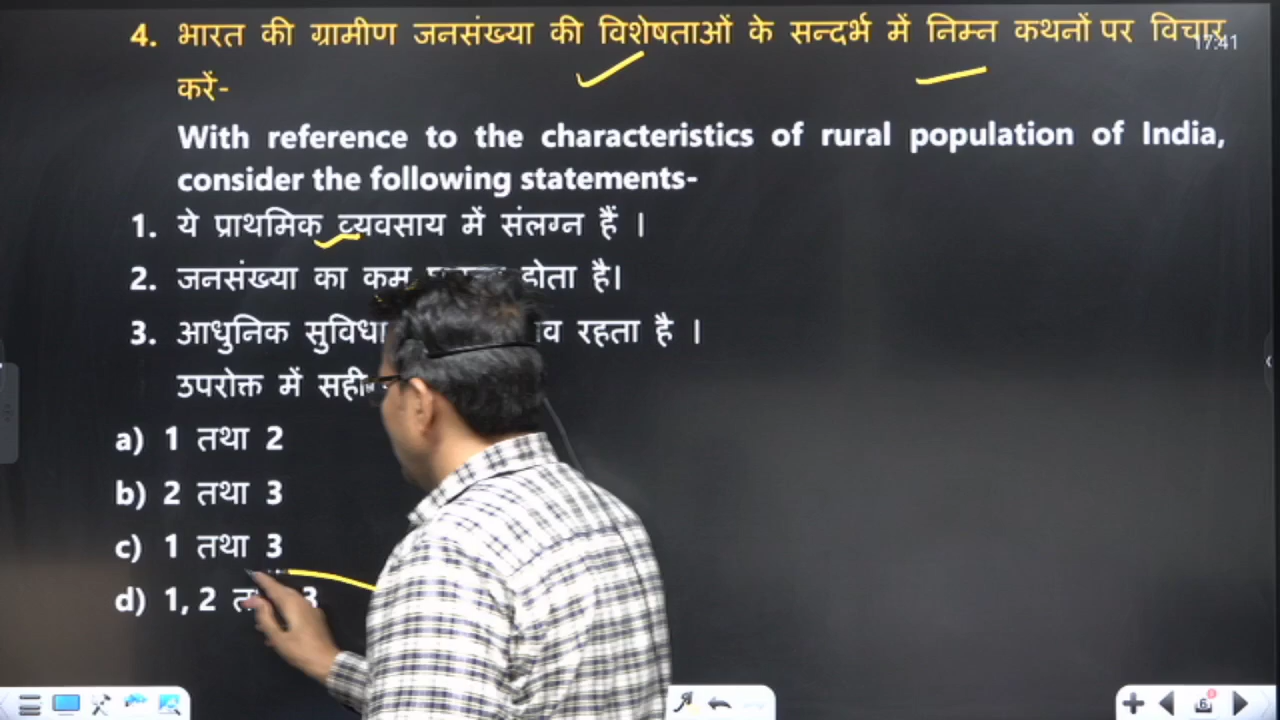 4. भारत की ग्रामीण जनसंख्या की विशेषताओं के सन्दर्भ में निम्न कथनों पर विचार
17:41
करें-
With reference to the characteristics of rural population of India,
consider the following statements-
1. ये प्राथमिक व्यवसाय में संलग्न हैं ।
2. जनसंख्या का कम होता है।
3. आधुनिक रहता है ।
उपरोक्त में सही
a) 1 तथा 2
b) 2 तथा 3
c) 1 तथा 3
d) 1, 2 3